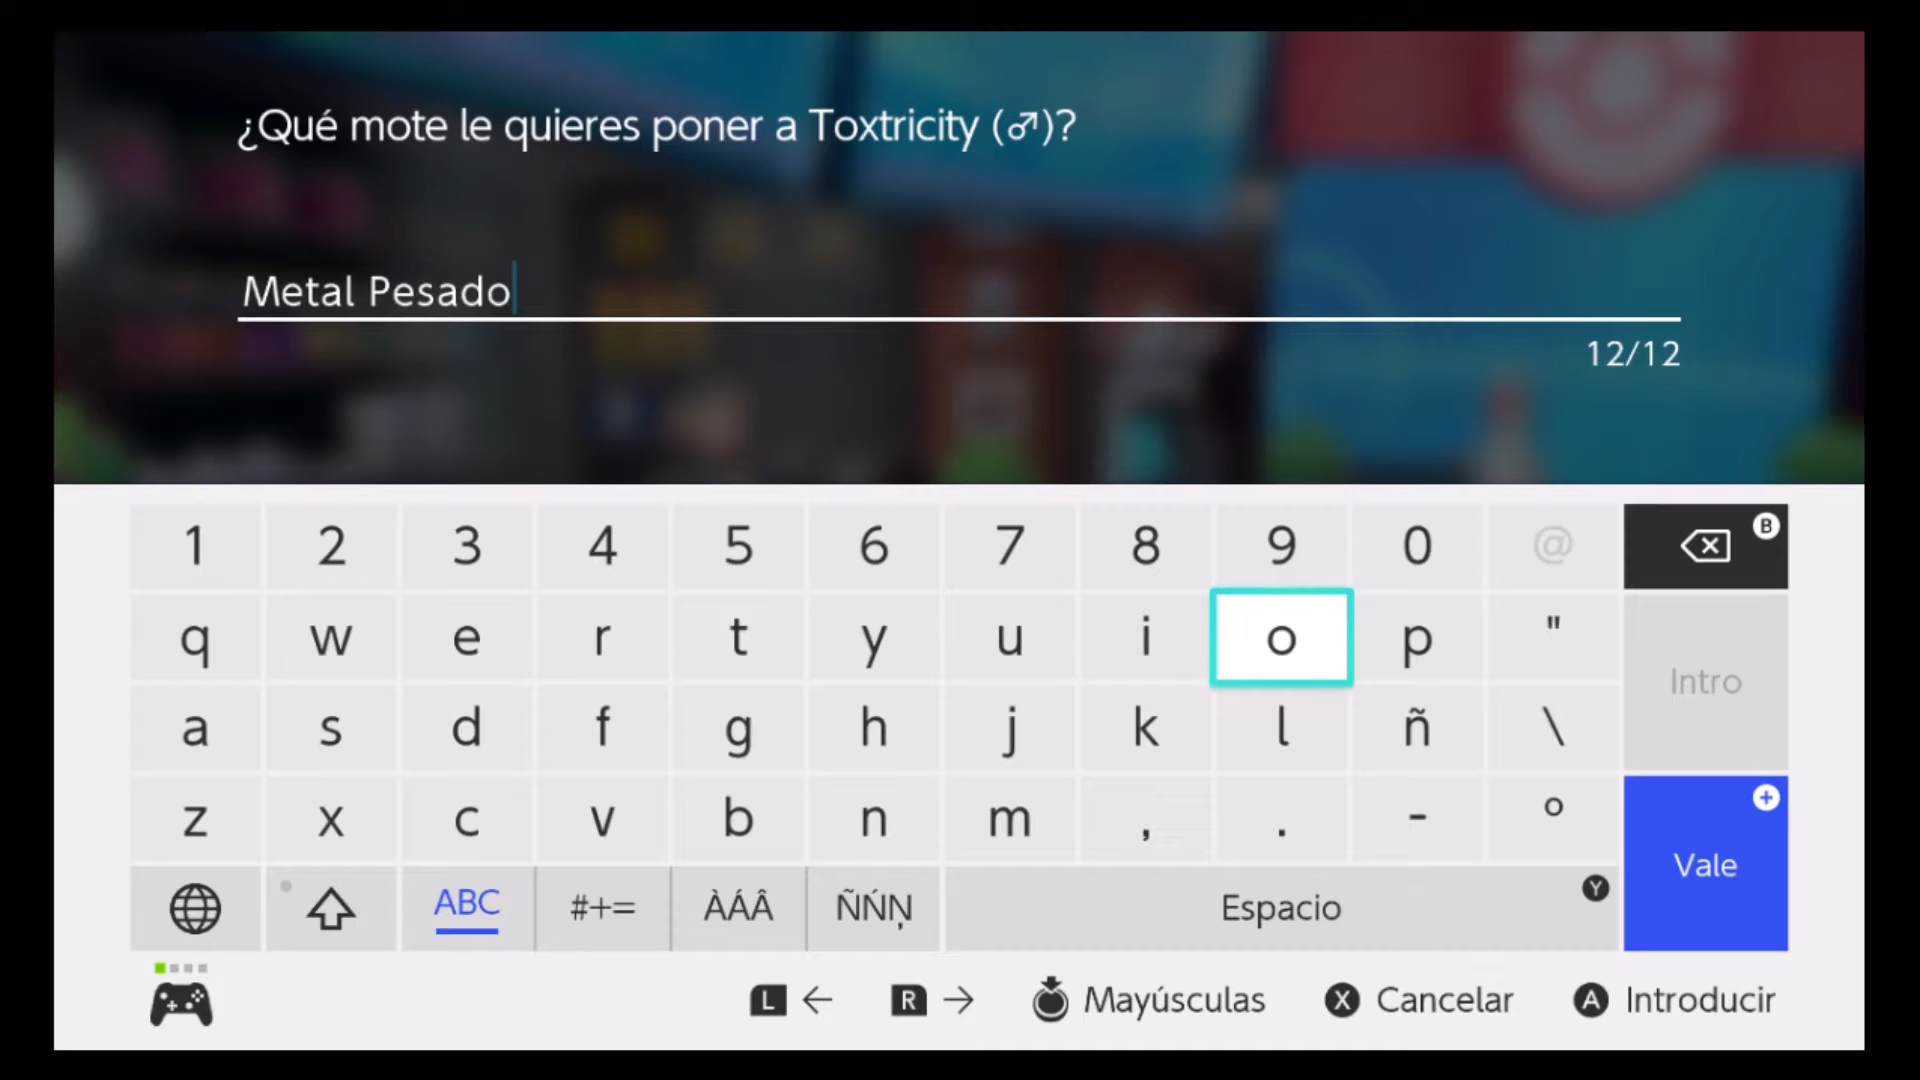 ¿Qué mote le quieres poner a Toxtricity (♂)?
Metal Pesado
12/12
1 2 3 4 5 6 7 8 9 0 @ B
q w e r t y u i o p "
Intro
a s d f g h j k l ñ \
z x c v b n m , . - º
+
Vale
ABC #+= ÀÁÂ ÑŃŅ Espacio Y
L ← R → Mayúsculas X Cancelar A Introducir